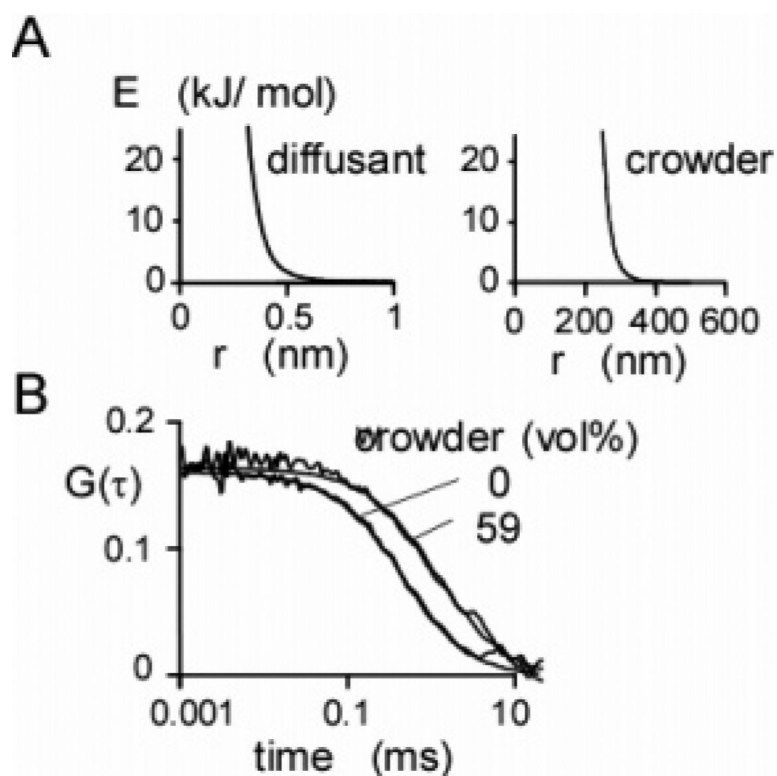 A
E (kJ/ mol)
20 diffusant
10
0
0 0.5 1
r (nm)
20 crowder
10
0
0 200 400 600
r (nm)
B
0.2
crowder (vol%)
G(τ)
0
59
0.1
0
0.001 0.1 10
time (ms)